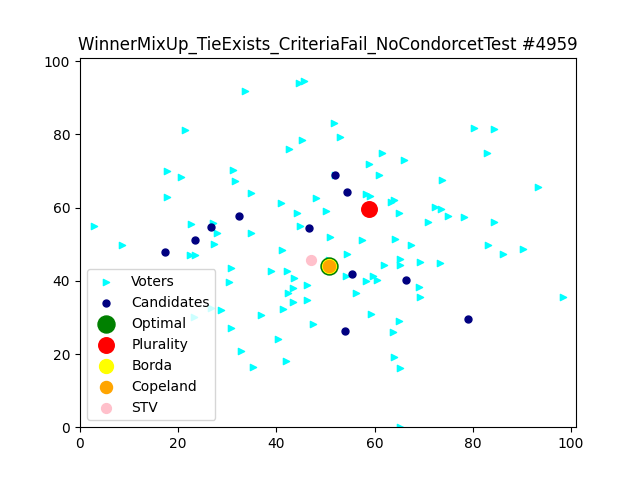 WinnerMixUp_TieExists_CriteriaFail_NoCondorcetTest #4959
100
80
60
40
20
0
Voters
Candidates
Optimal
Plurality
Borda
Copeland
STV
0 20 40 60 80 100